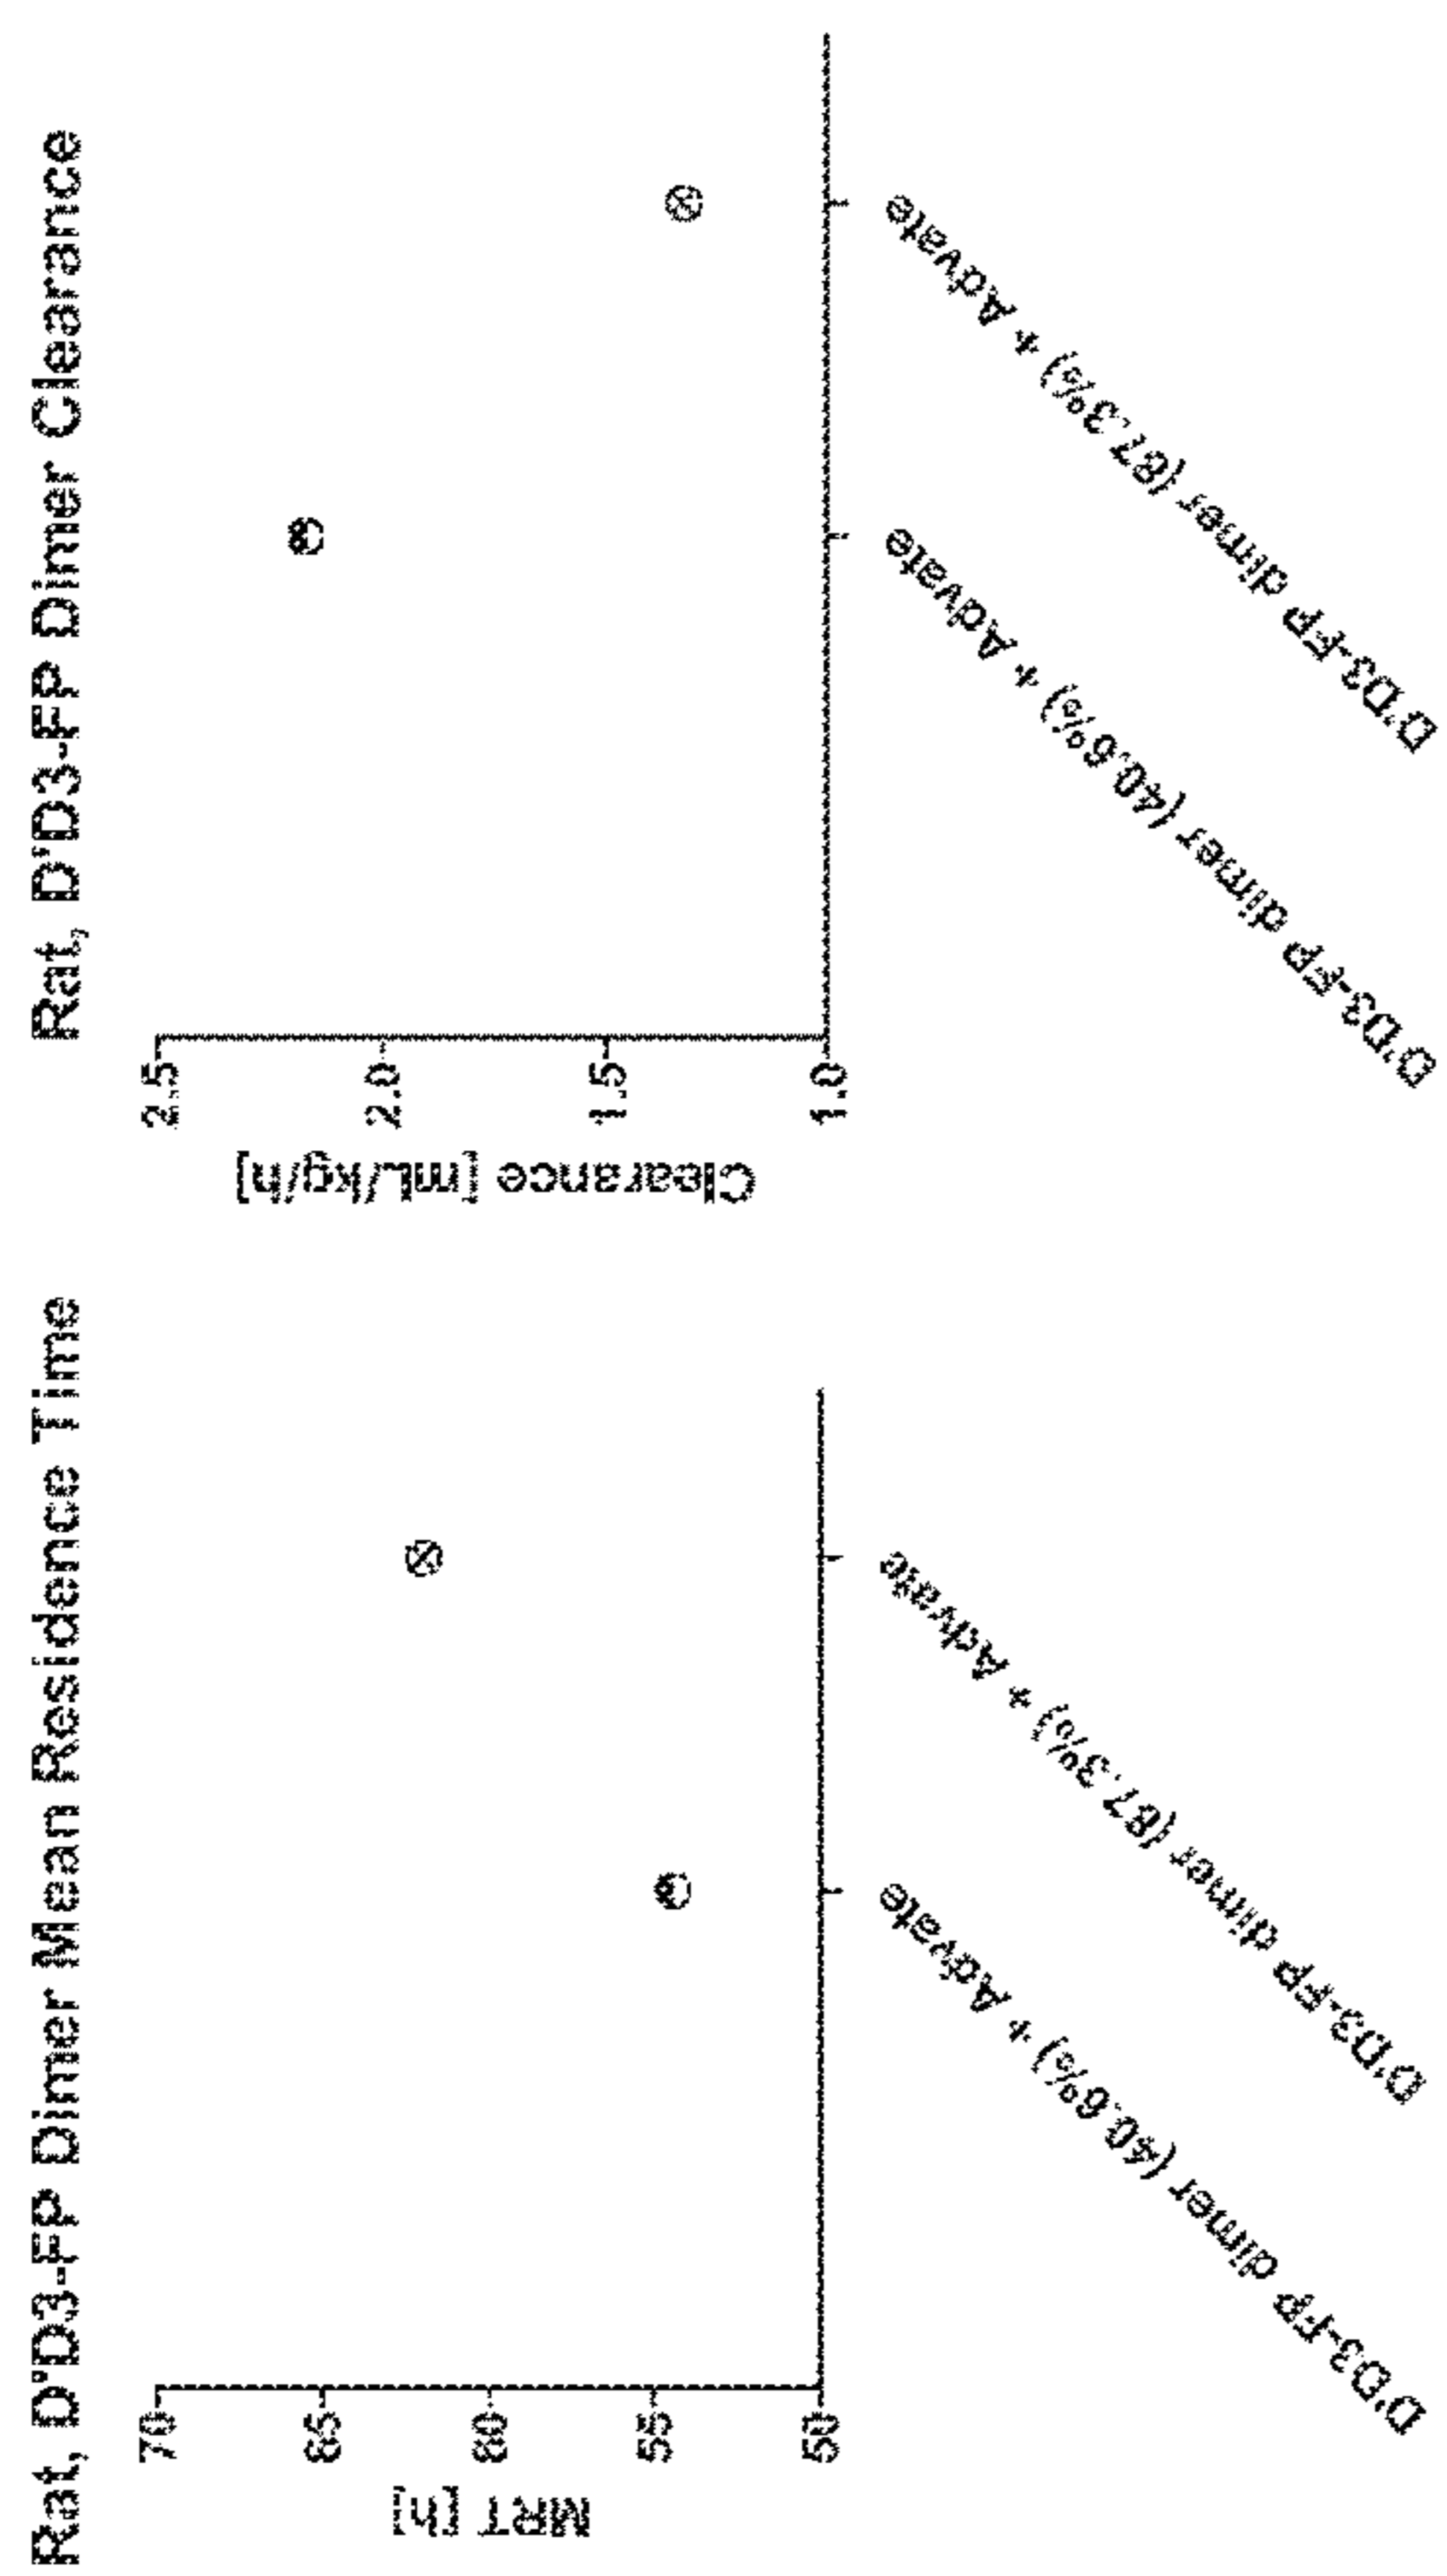 Rat, D'D3-FP Dimer Mean Residence Time
MRT [h]
70
65
60
55
50
D'D3-FP dimer (40.6%) + Advate
D'D3-FP dimer (87.3%) + Advate
Rat, D'D3-FP Dimer Clearance
Clearance [mL/kg/h]
2.5
2.0
1.5
1.0
D'D3-FP dimer (40.6%) + Advate
D'D3-FP dimer (87.3%) + Advate